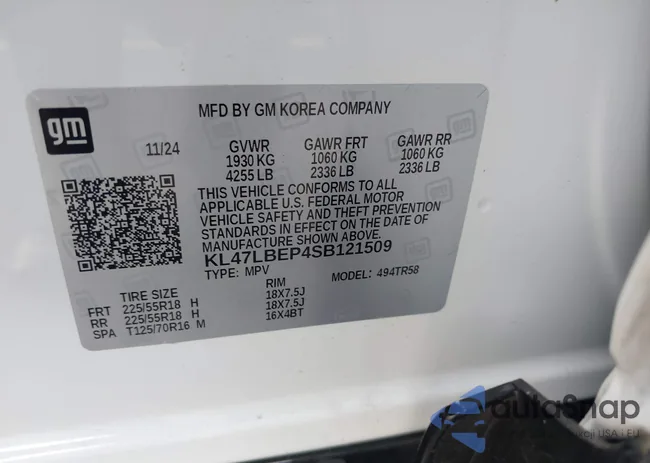 gm
MFD BY GM KOREA COMPANY
11/24 GVWR GAWR FRT GAWR RR
1930 KG 1060 KG 1060 KG
4255 LB 2336 LB 2336 LB
THIS VEHICLE CONFORMS TO ALL
APPLICABLE U.S. FEDERAL MOTOR
VEHICLE SAFETY AND THEFT PREVENTION
STANDARDS IN EFFECT ON THE DATE OF
MANUFACTURE SHOWN ABOVE.
KL47LBEP4SB121509
TYPE: MPV MODEL: 494TR58
TIRE SIZE RIM
FRT 225/55R18 H 18X7.5J
RR 225/55R18 H 18X7.5J
SPA T125/70R16 M 16X4BT
autoSnap
USA - EU